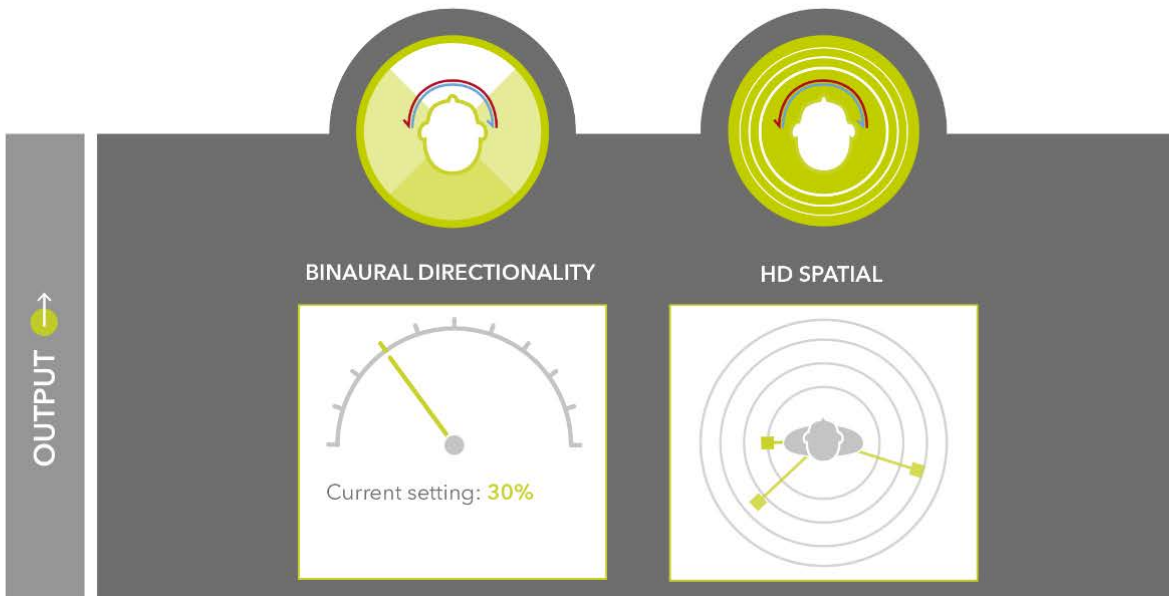 OUTPUT
BINAURAL DIRECTIONALITY
HD SPATIAL
Current setting: 30%